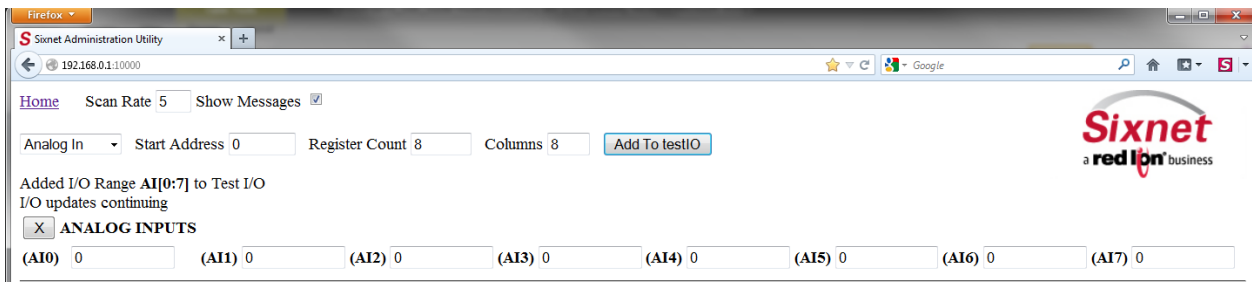 Firefox
S Sixnet Administration Utility × +
192.168.0.1:10000 Google S
Home Scan Rate 5 Show Messages
Analog In Start Address 0 Register Count 8 Columns 8 Add To testIO
Sixnet
a red lion business
Added I/O Range AI[0:7] to Test I/O
I/O updates continuing
X ANALOG INPUTS
(AI0) 0 (AI1) 0 (AI2) 0 (AI3) 0 (AI4) 0 (AI5) 0 (AI6) 0 (AI7) 0